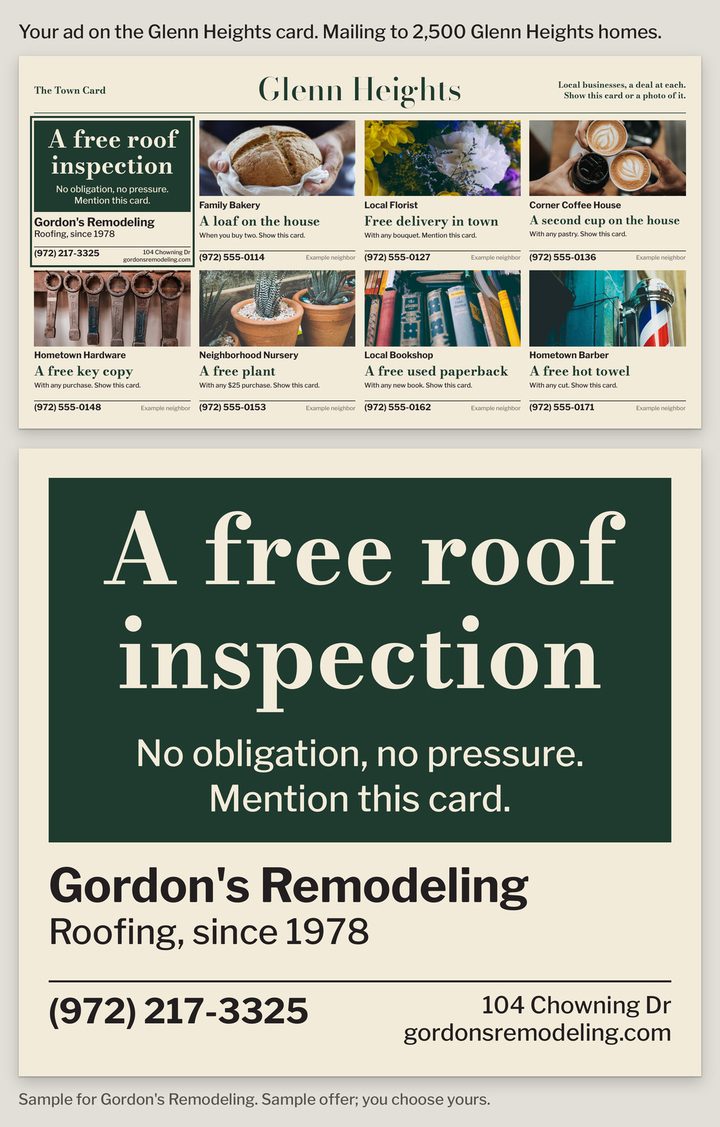 Your ad on the Glenn Heights card. Mailing to 2,500 Glenn Heights homes.
The Town Card
Glenn Heights
Local businesses, a deal at each.
Show this card or a photo of it.
A free roof
inspection
No obligation, no pressure.
Mention this card.
Gordon's Remodeling
Roofing, since 1978
(972) 217-3325
104 Chowning Dr
gordonsremodeling.com
Family Bakery
A loaf on the house
When you buy two. Show this card.
(972) 555-0114
Example neighbor
Local Florist
Free delivery in town
With any bouquet. Mention this card.
(972) 555-0127
Example neighbor
Corner Coffee House
A second cup on the house
With any pastry. Show this card.
(972) 555-0136
Example neighbor
Hometown Hardware
A free key copy
With any purchase. Show this card.
(972) 555-0148
Example neighbor
Neighborhood Nursery
A free plant
With any $25 purchase. Show this card.
(972) 555-0153
Example neighbor
Local Bookshop
A free used paperback
With any new book. Show this card.
(972) 555-0162
Example neighbor
Hometown Barber
A free hot towel
With any cut. Show this card.
(972) 555-0171
Example neighbor
A free roof
inspection
No obligation, no pressure.
Mention this card.
Gordon's Remodeling
Roofing, since 1978
(972) 217-3325
104 Chowning Dr
gordonsremodeling.com
Sample for Gordon's Remodeling. Sample offer; you choose yours.